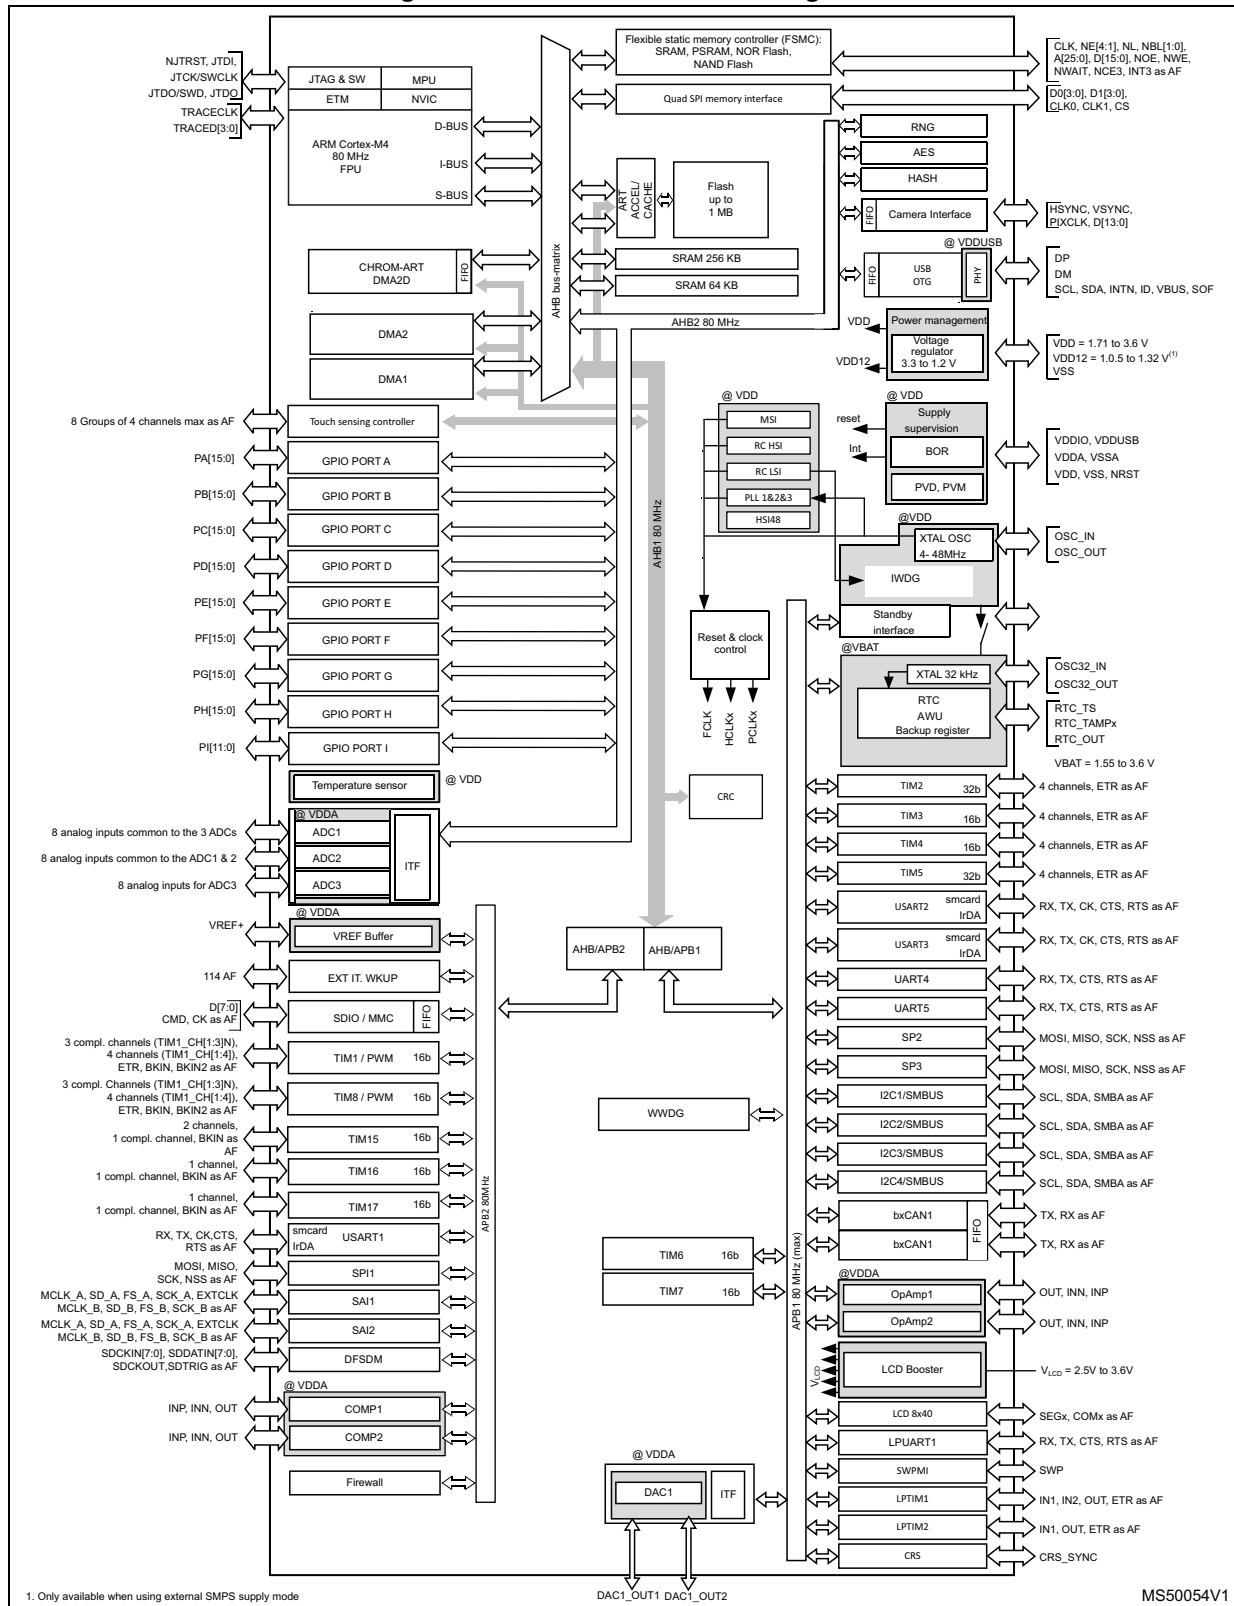 Flexible static memory controller (FSMC):
SRAM, PSRAM, NOR Flash,
NAND Flash
CLK, NE[4:1], NL, NBL[1:0],
A[25:0], D[15:0], NOE, NWE,
NWAIT, NCE3, INT3 as AF
NJTRST, JTDI,
JTCK/SWCLK
JTDO/SWD, JTDO
JTAG & SW
MPU
ETM
NVIC
Quad SPI memory interface
D0[3:0], D1[3:0],
CLK0, CLK1, CS
TRACECLK
TRACED[3:0]
ARM Cortex-M4
80 MHz
FPU
D-BUS
I-BUS
S-BUS
RNG
AES
HASH
ART
ACCEL/
CACHE
Flash
up to
1 MB
FIFO
Camera Interface
HSYNC, VSYNC,
PIXCLK, D[13:0]
@ VDDUSB
AHB bus-matrix
CHROM-ART
DMA2D
FIFO
SRAM 256 KB
SRAM 64 KB
FIFO
USB
OTG
PHY
DP
DM
SCL, SDA, INTN, ID, VBUS, SOF
DMA2
DMA1
AHB2 80 MHz
VDD
VDD12
Power management
Voltage
regulator
3.3 to 1.2 V
VDD = 1.71 to 3.6 V
VDD12 = 1.0.5 to 1.32 V(1)
VSS
8 Groups of 4 channels max as AF
Touch sensing controller
@ VDD
MSI
RC HSI
RC LSI
PLL 1&2&3
HSI48
@ VDD
reset
Int
Supply
supervision
BOR
PVD, PVM
VDDIO, VDDUSB
VDDA, VSSA
VDD, VSS, NRST
PA[15:0]
GPIO PORT A
PB[15:0]
GPIO PORT B
PC[15:0]
GPIO PORT C
PD[15:0]
GPIO PORT D
PE[15:0]
GPIO PORT E
PF[15:0]
GPIO PORT F
PG[15:0]
GPIO PORT G
PH[15:0]
GPIO PORT H
PI[11:0]
GPIO PORT I
AHB1 80 MHz
@VDD
XTAL OSC
4- 48MHz
IWDG
OSC_IN
OSC_OUT
Standby
interface
Reset & clock
control
FCLK
HCLKx
PCLKx
@VBAT
XTAL 32 kHz
RTC
AWU
Backup register
OSC32_IN
OSC32_OUT
RTC_TS
RTC_TAMPx
RTC_OUT
VBAT = 1.55 to 3.6 V
Temperature sensor
@ VDD
CRC
@ VDDA
8 analog inputs common to the 3 ADCs
ADC1
8 analog inputs common to the ADC1 & 2
ADC2
8 analog inputs for ADC3
ADC3
ITF
TIM2
32b
4 channels, ETR as AF
TIM3
16b
4 channels, ETR as AF
TIM4
16b
4 channels, ETR as AF
TIM5
32b
4 channels, ETR as AF
USART2
smcard
IrDA
RX, TX, CK, CTS, RTS as AF
USART3
smcard
IrDA
RX, TX, CK, CTS, RTS as AF
UART4
RX, TX, CTS, RTS as AF
UART5
RX, TX, CTS, RTS as AF
SP2
MOSI, MISO, SCK, NSS as AF
SP3
MOSI, MISO, SCK, NSS as AF
I2C1/SMBUS
SCL, SDA, SMBA as AF
I2C2/SMBUS
SCL, SDA, SMBA as AF
I2C3/SMBUS
SCL, SDA, SMBA as AF
I2C4/SMBUS
SCL, SDA, SMBA as AF
bxCAN1
TX, RX as AF
bxCAN1
FIFO
TX, RX as AF
@VDDA
OpAmp1
OUT, INN, INP
OpAmp2
OUT, INN, INP
VLCD
LCD Booster
VLCD = 2.5V to 3.6V
LCD 8x40
SEGx, COMx as AF
LPUART1
RX, TX, CTS, RTS as AF
SWPMI
SWP
LPTIM1
IN1, IN2, OUT, ETR as AF
LPTIM2
IN1, OUT, ETR as AF
CRS
CRS_SYNC
AHB/APB2
AHB/APB1
APB1 80 MHz (max)
WWDG
TIM6
16b
TIM7
16b
@ VDDA
DAC1
ITF
DAC1_OUT1
DAC1_OUT2
@ VDDA
VREF+
VREF Buffer
114 AF
EXT IT. WKUP
D[7:0]
CMD, CK as AF
SDIO / MMC
FIFO
3 compl. channels (TIM1_CH[1:3]N),
4 channels (TIM1_CH[1:4]),
ETR, BKIN, BKIN2 as AF
TIM1 / PWM
16b
3 compl. Channels (TIM1_CH[1:3]N),
4 channels (TIM1_CH[1:4]),
ETR, BKIN, BKIN2 as AF
TIM8 / PWM
16b
2 channels,
1 compl. channel, BKIN as
AF
TIM15
16b
1 channel,
1 compl. channel, BKIN as AF
TIM16
16b
1 channel,
1 compl. channel, BKIN as AF
TIM17
16b
APB2 80MHz
RX, TX, CK,CTS,
RTS as AF
smcard
IrDA
USART1
MOSI, MISO,
SCK, NSS as AF
SPI1
MCLK_A, SD_A, FS_A, SCK_A, EXTCLK
MCLK_B, SD_B, FS_B, SCK_B as AF
SAI1
MCLK_A, SD_A, FS_A, SCK_A, EXTCLK
MCLK_B, SD_B, FS_B, SCK_B as AF
SAI2
SDCKIN[7:0], SDDATIN[7:0],
SDCKOUT,SDTRIG as AF
DFSDM
@ VDDA
INP, INN, OUT
COMP1
INP, INN, OUT
COMP2
Firewall
1. Only available when using external SMPS supply mode
MS50054V1